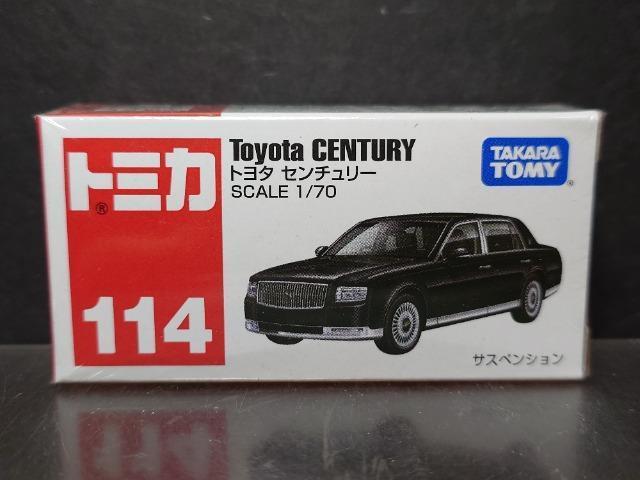 トミカ
®
114
Toyota CENTURY
トヨタ センチュリー
SCALE 1/70
TAKARA
TOMY
サスペンション